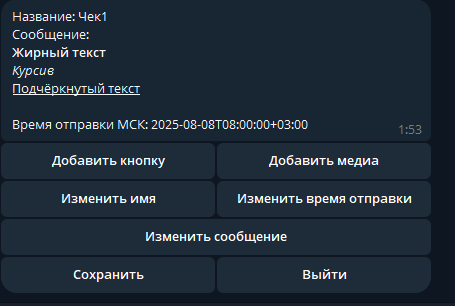 Название: Чек1
Сообщение:
Жирный текст
Курсив
Подчёркнутый текст
Время отправки МСК: 2025-08-08T08:00:00+03:00
1:53
Добавить кнопку
Добавить медиа
Изменить имя
Изменить время отправки
Изменить сообщение
Сохранить
Выйти